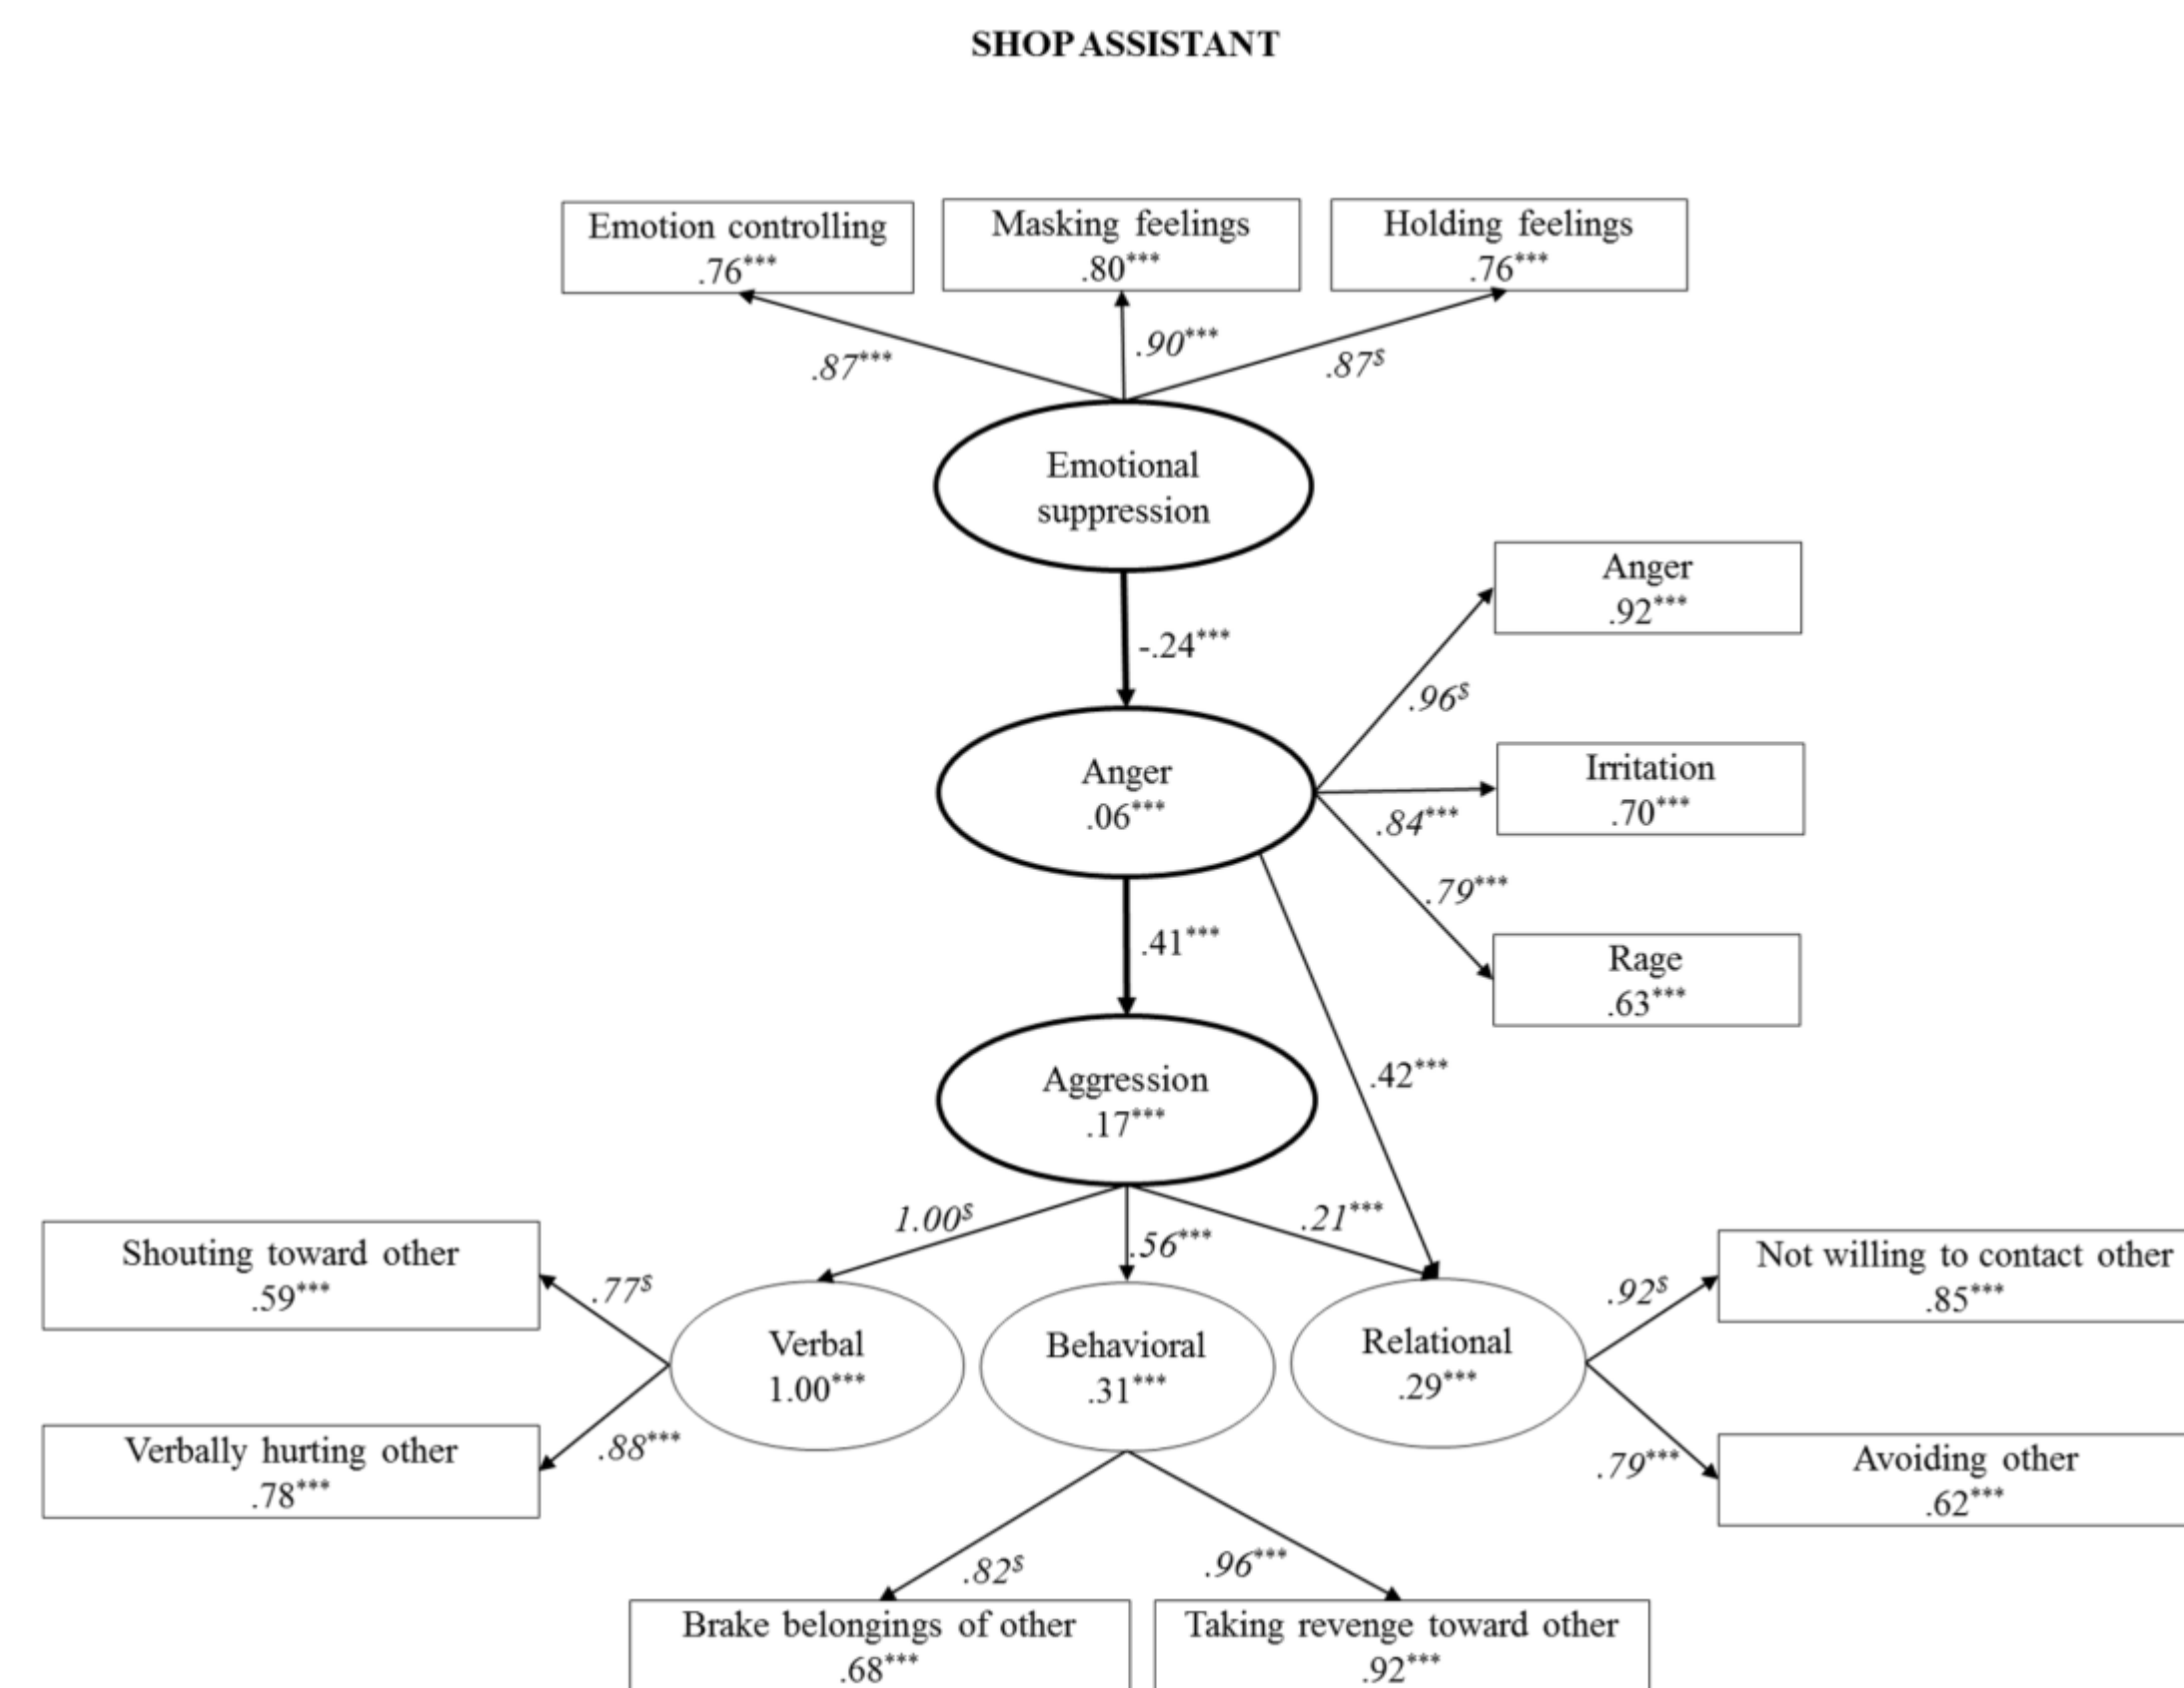 SHOP ASSISTANT
Emotion controlling
.76***
Masking feelings
.80***
Holding feelings
.76***
.87***
.90***
.87$
Emotional
suppression
-.24***
Anger
.92***
.96$
Anger
.06***
Irritation
.70***
.84***
.79***
Rage
.63***
.41***
.42***
Aggression
.17***
1.00$
.56***
.21***
Shouting toward other
.59***
.77$
Verbal
1.00***
Behavioral
.31***
Relational
.29***
.92$
Not willing to contact other
.85***
Verbally hurting other
.78***
.88***
.79***
Avoiding other
.62***
.82$
.96***
Brake belongings of other
.68***
Taking revenge toward other
.92***